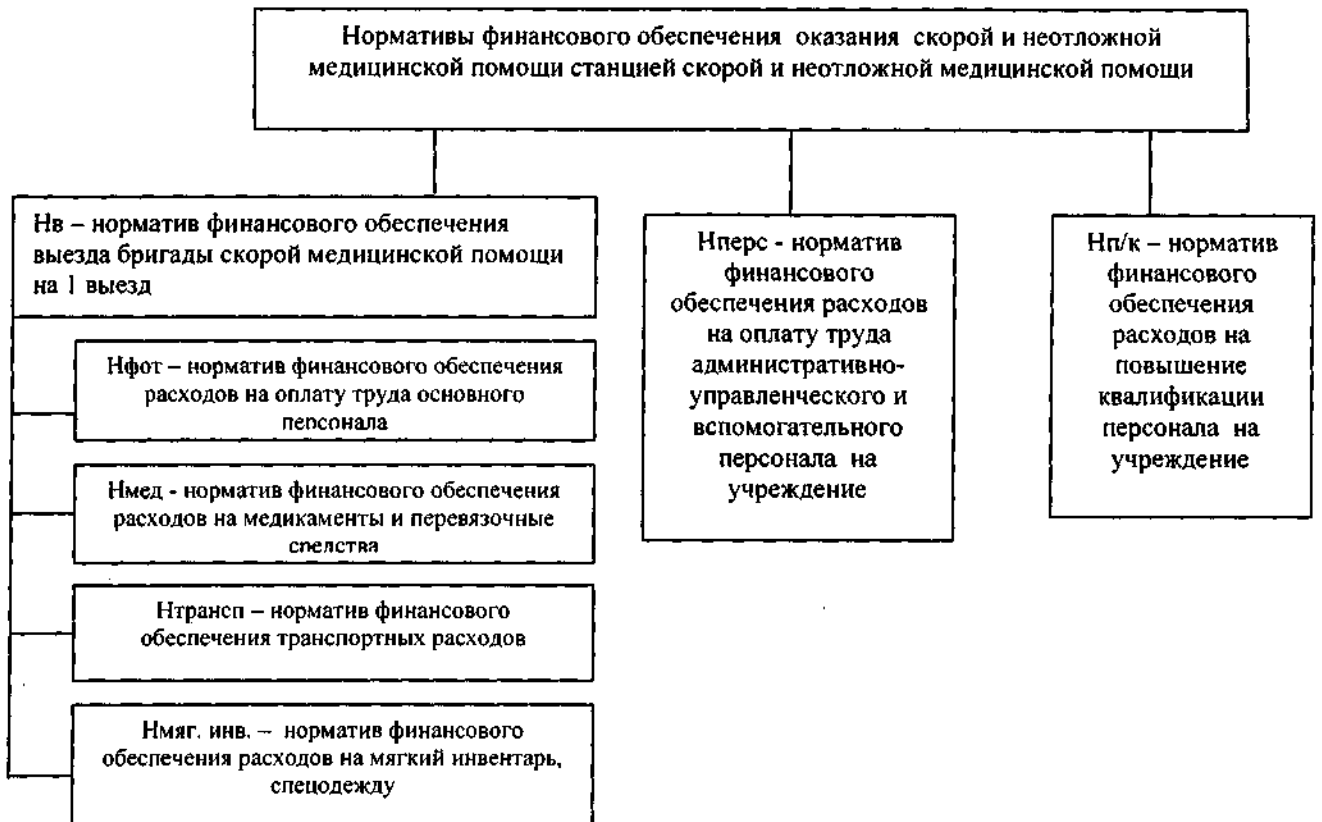 Нормативы финансового обеспечения оказания скорой и неотложной
медицинской помощи станцией скорой и неотложной медицинской помощи
Нв – норматив финансового обеспечения
выезда бригады скорой медицинской помощи
на 1 выезд
Нфот – норматив финансового обеспечения
расходов на оплату труда основного
персонала
Нмед - норматив финансового обеспечения
расходов на медикаменты и перевязочные
средства
Нтрансп – норматив финансового
обеспечения транспортных расходов
Нмяг. инв. – норматив финансового
обеспечения расходов на мягкий инвентарь,
спецодежду
Нперс - норматив
финансового
обеспечения расходов
на оплату труда
административно-
управленческого и
вспомогательного
персонала на
учреждение
Нп/к – норматив
финансового
обеспечения
расходов на
повышение
квалификации
персонала на
учреждение